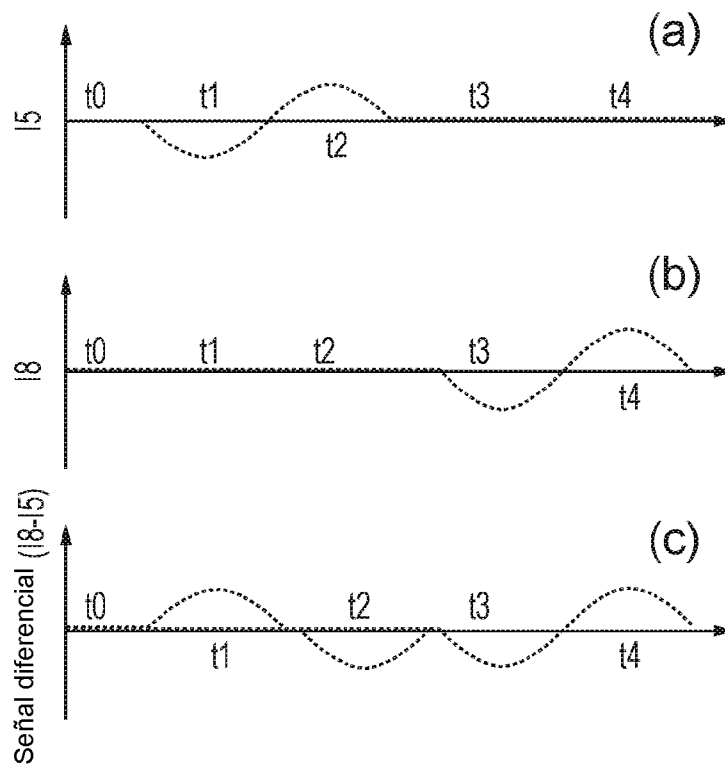 (a)
t0 t1 t3 t4
I5
t2
(b)
t0 t1 t2 t3
I8
t4
Señal diferencial (I8-I5)
(c)
t0 t2 t3
t1 t4